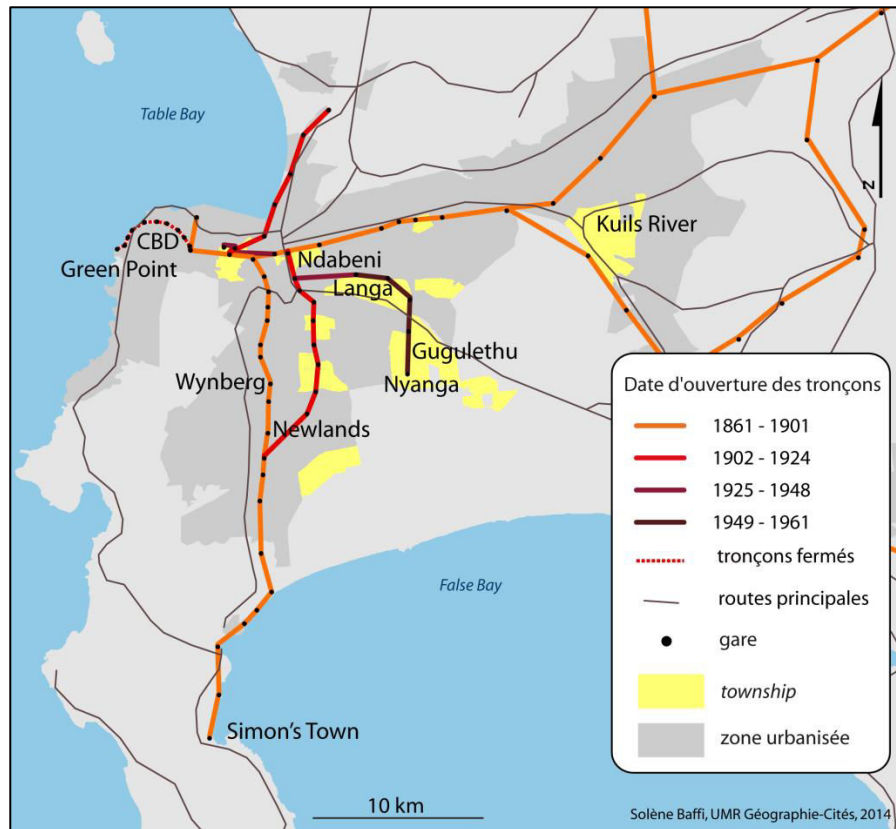 Table Bay
z
CBD
Green Point
Ndabeni
Langa
Kuils River
Gugulethu
Nyanga
Wynberg
Newlands
False Bay
Simon's Town
10 km
Date d'ouverture des tronçons
1861 - 1901
1902 - 1924
1925 - 1948
1949 - 1961
tronçons fermés
routes principales
gare
township
zone urbanisée
Solène Baffi, UMR Géographie-Cités, 2014